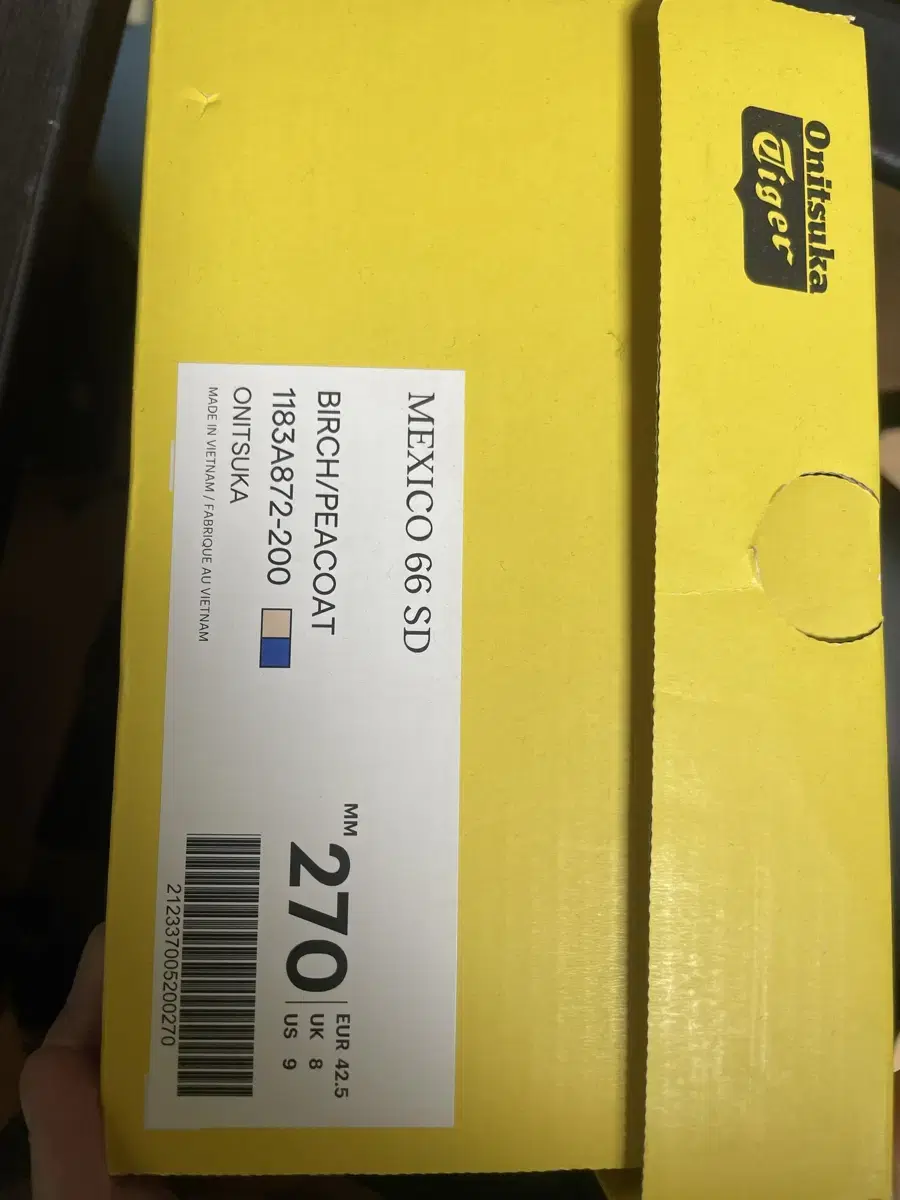 Onitsuka
Tiger
MEXICO 66 SD
BIRCH/PEACOAT
1183A872-200
ONITSUKA
MADE IN VIETNAM / FABRIQUE AU VIETNAM
MM 270
EUR 42.5
UK 8
US 9
212337005200270